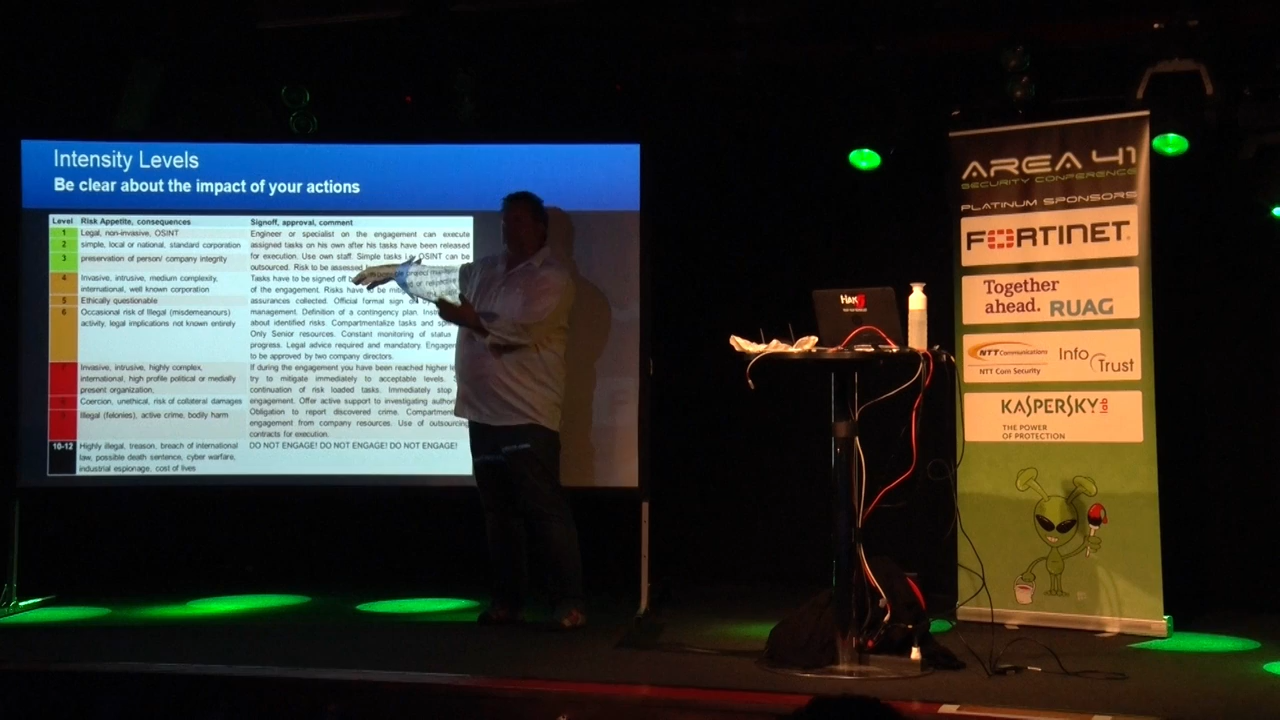 Intensity Levels
Be clear about the impact of your actions
Level Risk Appetite, consequences Signoff, approval, comment
1 Legal, non-invasive, OSINT
2 simple, local or national, standard corporation
3 preservation of person/ company integrity
Engineer or specialist on the engagement can execute
assigned tasks on his own after his tasks have been released
for execution. Use own staff. Simple tasks i.e. OSINT can be
outsourced. Risk to be assessed
4 Invasive, intrusive, medium complexity,
international, well known corporation
5 Ethically questionable
6 Occasional risk of Illegal (misdemeanours)
activity, legal implications not known entirely
Tasks have to be signed off
of the engagement. Risks have to be
assurances collected. Official formal sign
management. Definition of a contingency plan.
about identified risks. Compartmentalize tasks and
Only Senior resources. Constant monitoring of status
progress. Legal advice required and mandatory.
to be approved by two company directors.
Invasive, intrusive, highly complex,
international, high profile political or medially
present organization,
Coercion, unethical, risk of collateral damages
Illegal (felonies), active crime, bodily harm
If during the engagement you have been reached higher
try to mitigate immediately to acceptable levels.
continuation of risk loaded tasks. Immediately stop
engagement. Offer active support to investigating
Obligation to report discovered crime.
engagement from company resources. Use of outsourcing
contracts for execution.
10-12 Highly illegal, treason, breach of international
law, possible death sentence, cyber warfare,
industrial espionage, cost of lives
DO NOT ENGAGE! DO NOT ENGAGE! DO NOT ENGAGE!
HAK5
AREA 41
SECURITY CONFERENCE
PLATINUM SPONSORS
FORTINET
Together
ahead. RUAG
NTT Communications
NTT Com Security
InfoTrust
KASPERSKY lab
THE POWER
OF PROTECTION